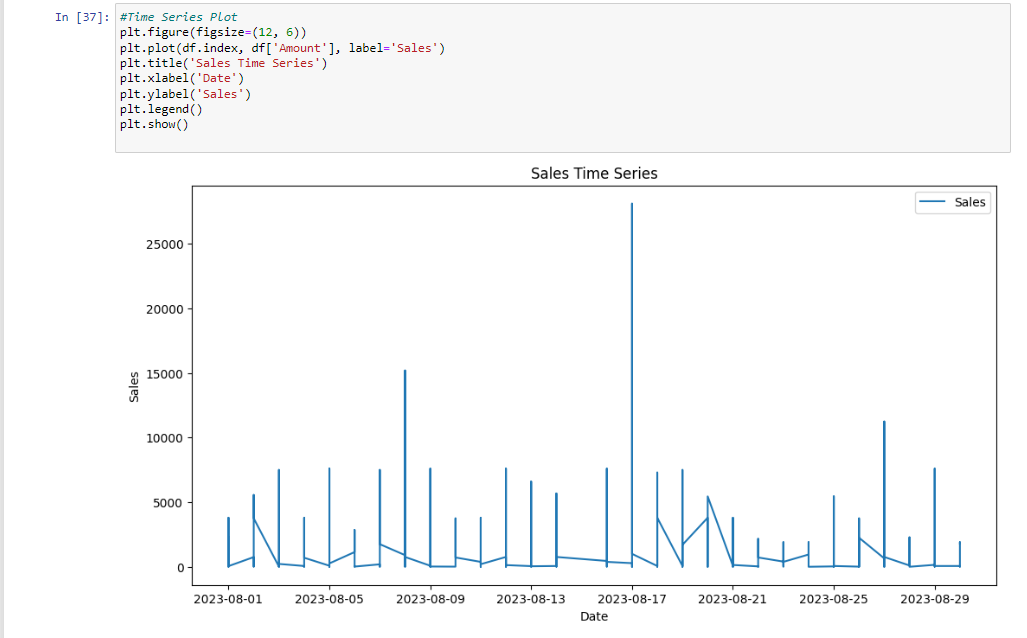 In [37]: #Time Series Plot
plt.figure(figsize=(12, 6))
plt.plot(df.index, df['Amount'], label='Sales')
plt.title('Sales Time Series')
plt.xlabel('Date')
plt.ylabel('Sales')
plt.legend()
plt.show()
Sales Time Series
Sales
25000
20000
15000
10000
5000
0
Sales
2023-08-01 2023-08-05 2023-08-09 2023-08-13 2023-08-17 2023-08-21 2023-08-25 2023-08-29
Date